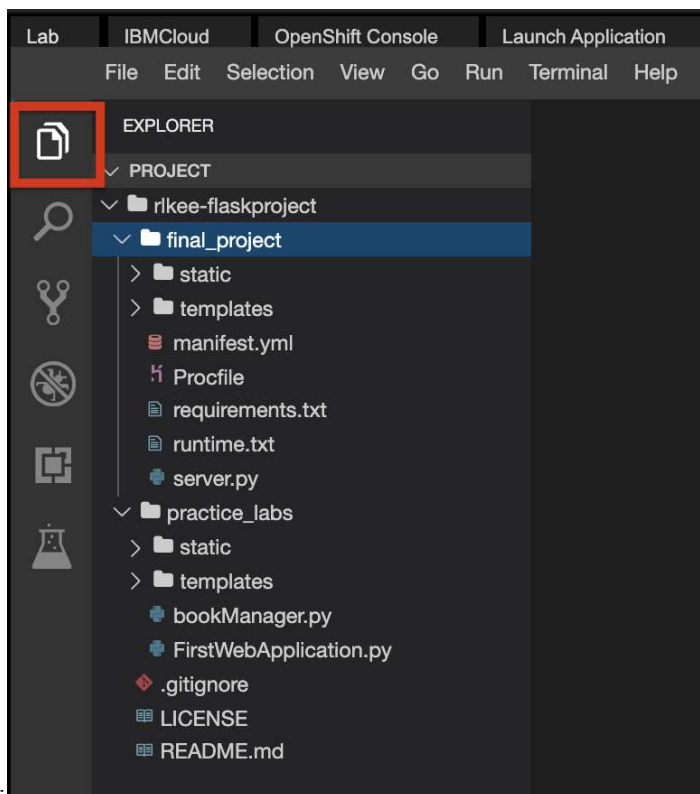 Lab IBMCloud OpenShift Console Launch Application
File Edit Selection View Go Run Terminal Help
EXPLORER
PROJECT
rlkee-flaskproject
final_project
static
templates
manifest.yml
Procfile
requirements.txt
runtime.txt
server.py
practice_labs
static
templates
bookManager.py
FirstWebApplication.py
.gitignore
LICENSE
README.md